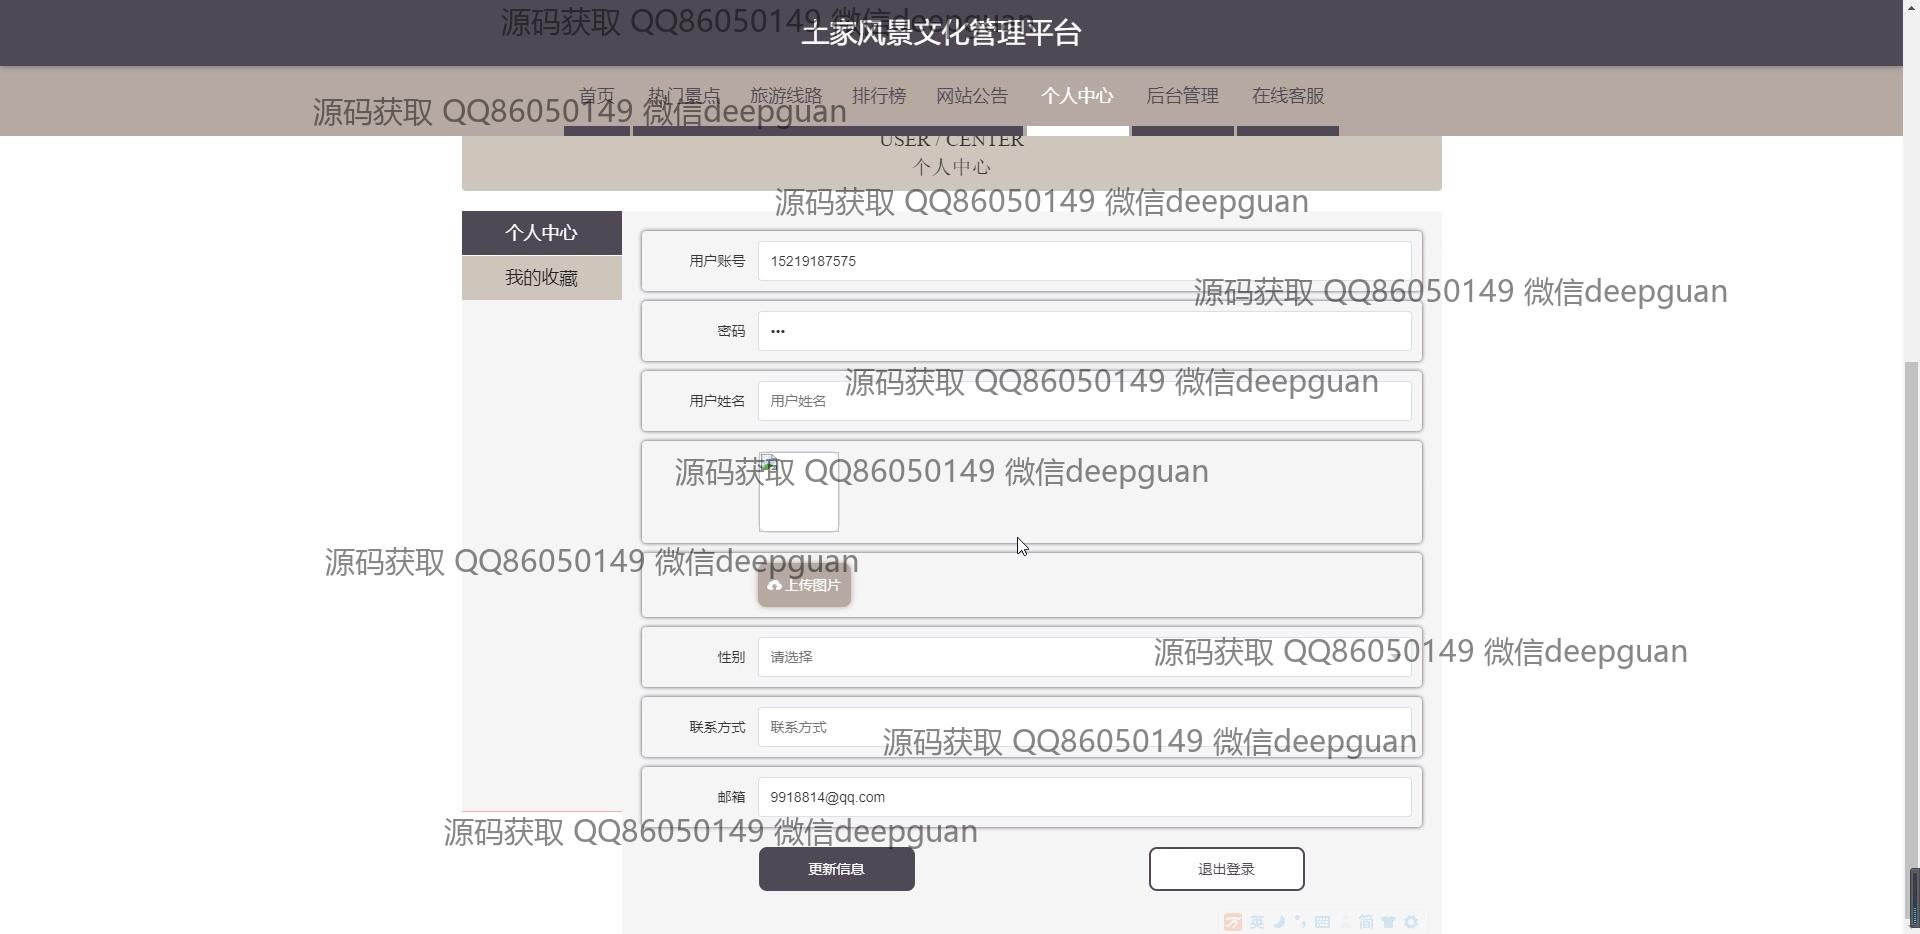 源码获取 QQ86050149 微信deepguan
土家风景文化管理平台
首页 热门景点 旅游线路 排行榜 网站公告 个人中心 后台管理 在线客服
源码获取 QQ86050149 微信deepguan
USER / CENTER
个人中心
源码获取 QQ86050149 微信deepguan
个人中心
我的收藏
用户账号 15219187575
源码获取 QQ86050149 微信deepguan
密码 •••
源码获取 QQ86050149 微信deepguan
用户姓名 用户姓名
源码获取 QQ86050149 微信deepguan
源码获取 QQ86050149 微信deepguan
上传图片
性别 请选择
源码获取 QQ86050149 微信deepguan
联系方式 联系方式
源码获取 QQ86050149 微信deepguan
邮箱 9918814@qq.com
源码获取 QQ86050149 微信deepguan
更新信息 退出登录
英 简